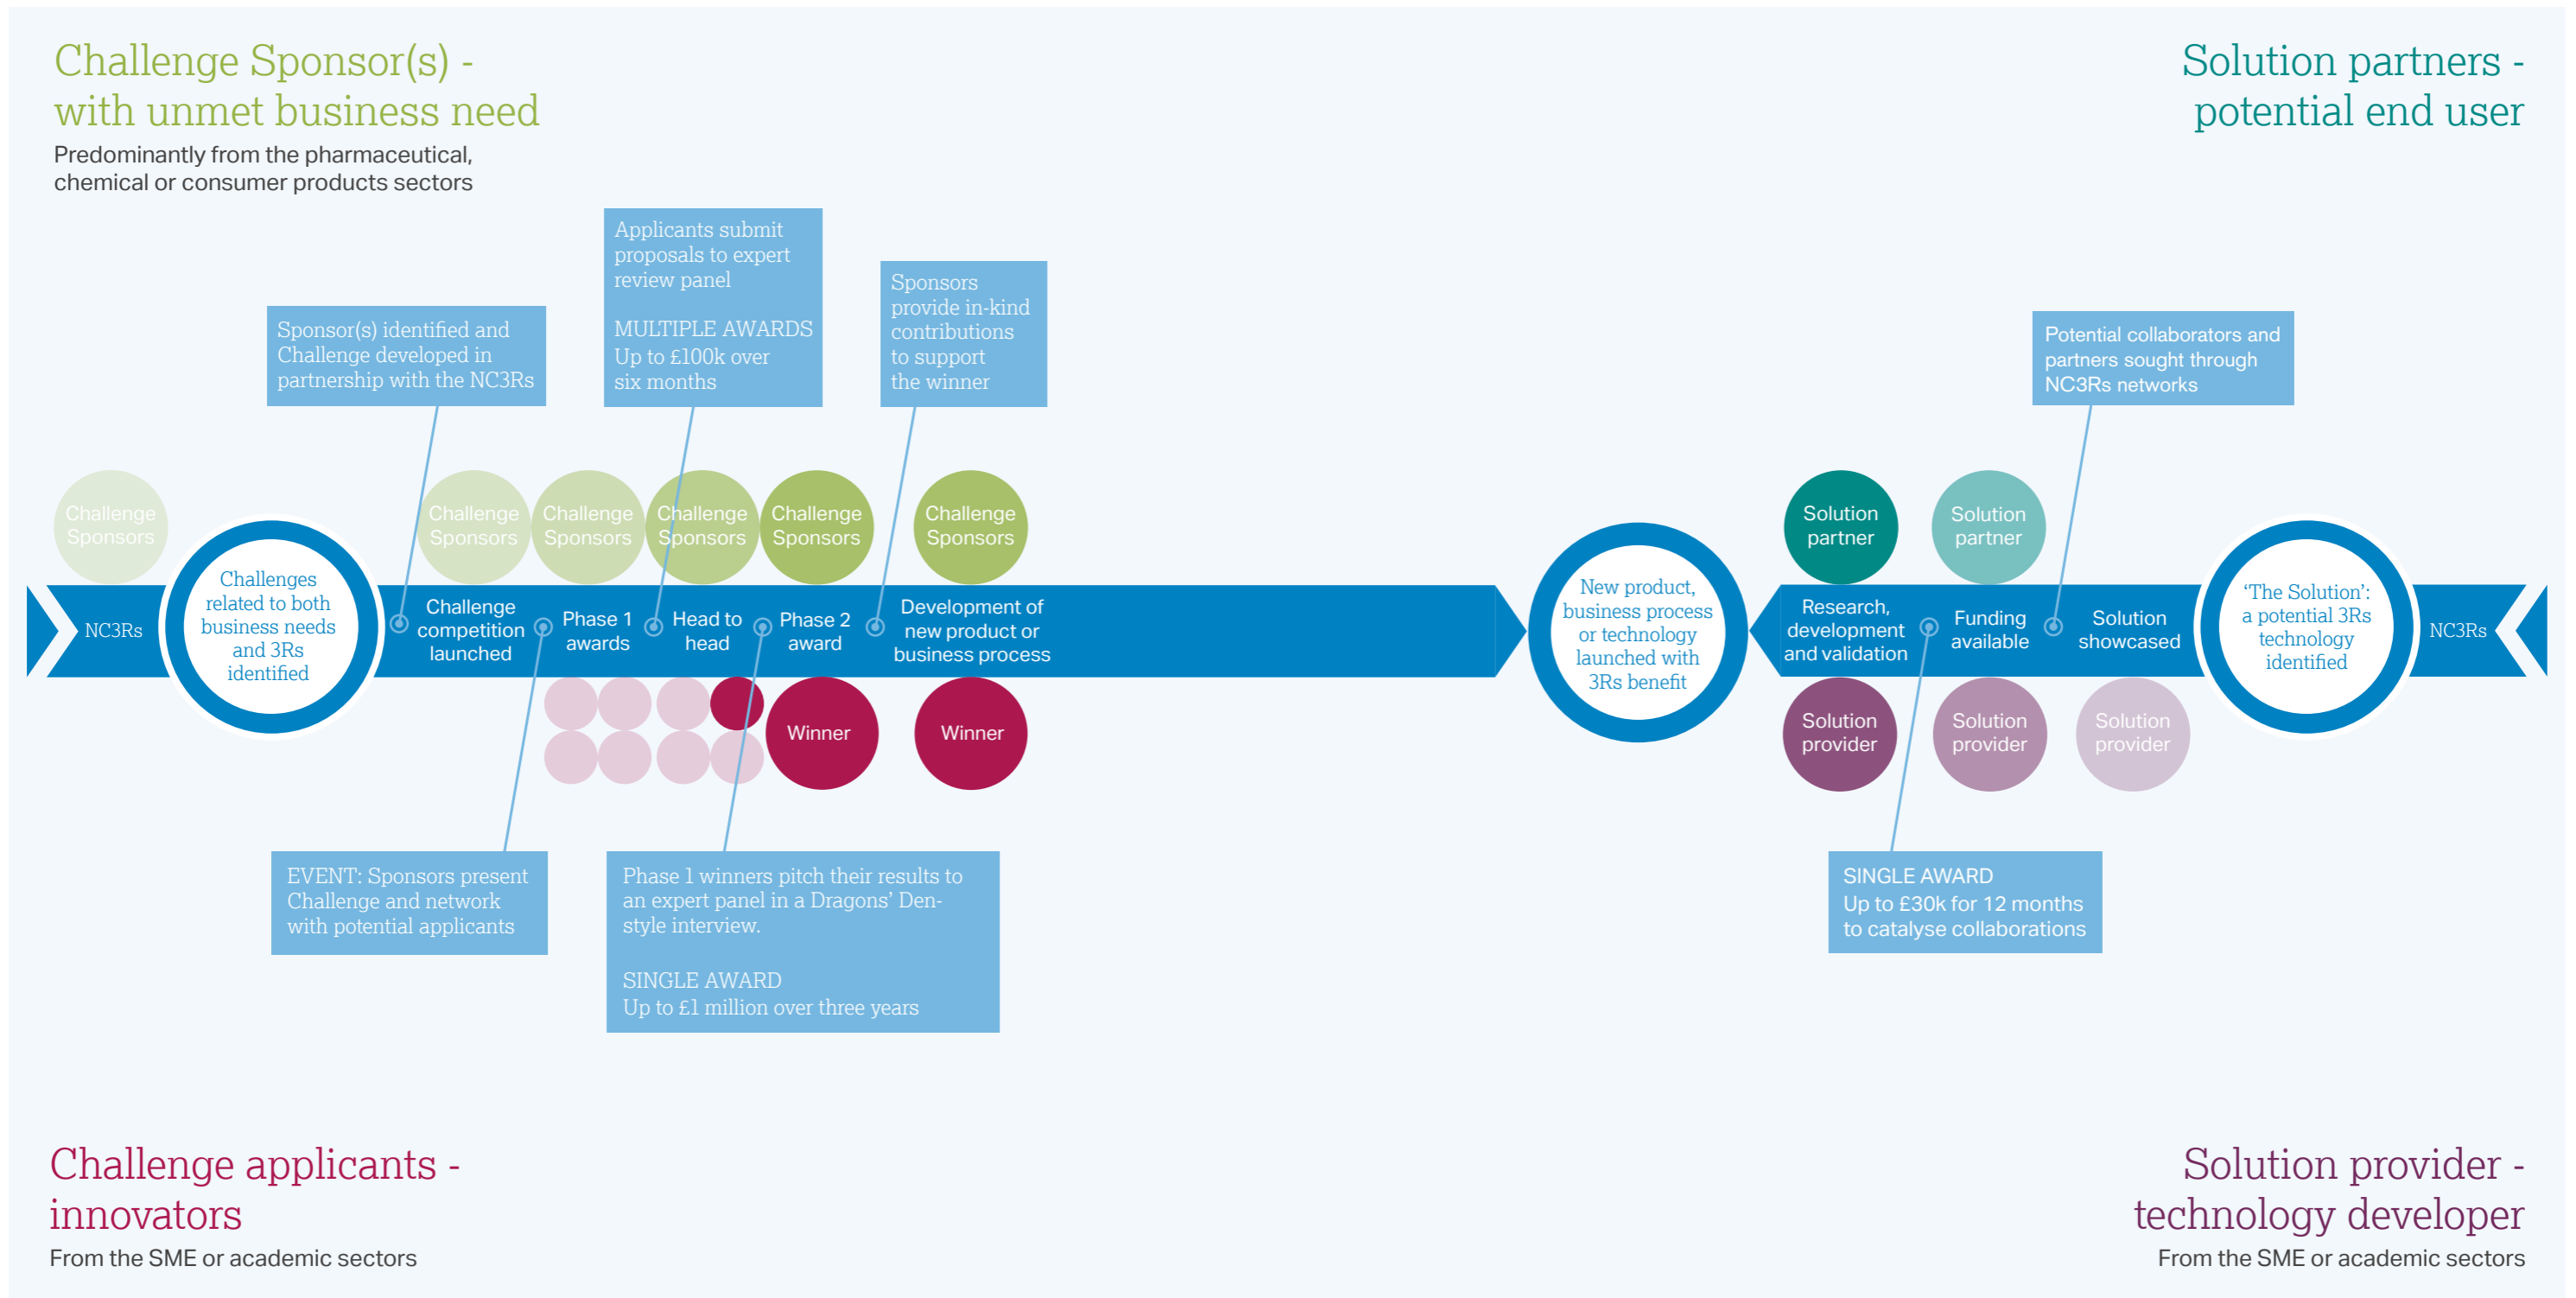 Challenge Sponsor(s) -
with unmet business need
Predominantly from the pharmaceutical,
chemical or consumer products sectors
Solution partners -
potential end user
Sponsor(s) identified and
Challenge developed in
partnership with the NC3Rs
Applicants submit
proposals to expert
review panel
MULTIPLE AWARDS
Up to £100k over
six months
Sponsors
provide in-kind
contributions
to support
the winner
Potential collaborators and
partners sought through
NC3Rs networks
Challenge
Sponsors
Challenge
Sponsors
Challenge
Sponsors
Challenge
Sponsors
Challenge
Sponsors
Challenge
Sponsors
Solution
partner
Solution
partner
NC3Rs
Challenges
related to both
business needs
and 3Rs
identified
Challenge
competition
launched
Phase 1
awards
Head to
head
Phase 2
award
Development of
new product or
business process
New product,
business process
or technology
launched with
3Rs benefit
Research,
development
and validation
Funding
available
Solution
showcased
‘The Solution’:
a potential 3Rs
technology
identified
NC3Rs
Winner
Winner
Solution
provider
Solution
provider
Solution
provider
EVENT: Sponsors present
Challenge and network
with potential applicants
Phase 1 winners pitch their results to
an expert panel in a Dragons’ Den-
style interview.
SINGLE AWARD
Up to £1 million over three years
SINGLE AWARD
Up to £30k for 12 months
to catalyse collaborations
Challenge applicants -
innovators
From the SME or academic sectors
Solution provider -
technology developer
From the SME or academic sectors